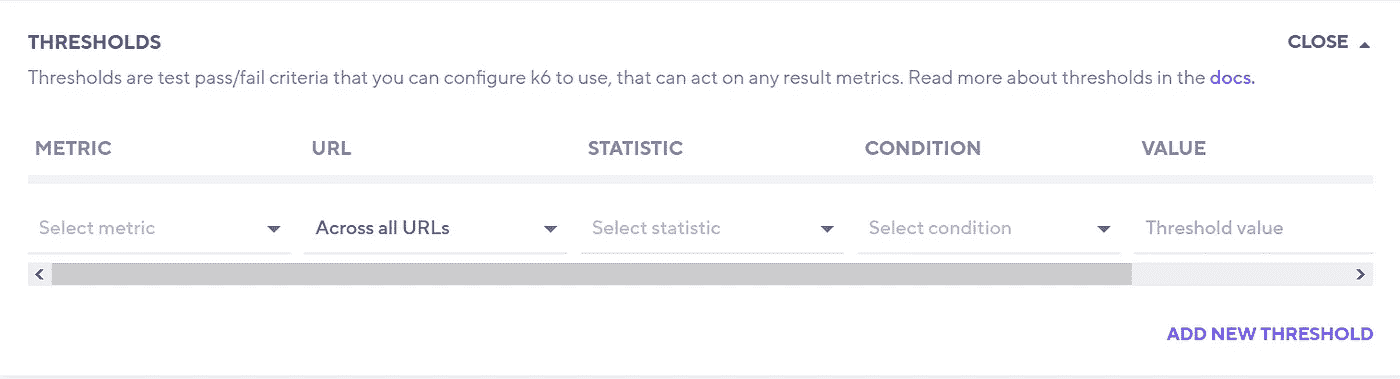 THRESHOLDS
CLOSE
Thresholds are test pass/fail criteria that you can configure k6 to use, that can act on any result metrics. Read more about thresholds in the docs.
METRIC URL STATISTIC CONDITION VALUE
Select metric Across all URLs Select statistic Select condition Threshold value
ADD NEW THRESHOLD